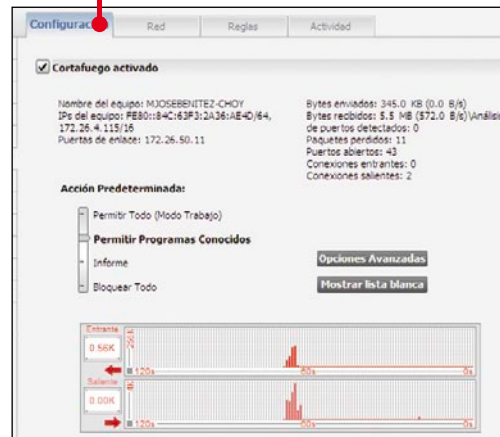 Configuración
Red
Reglas
Actividad
Cortafuego activado
Nombre del equipo: MJOSEBENITEZ-CHOY
IPs del equipo: FE80::84C:63F3:2A36:AE4D/64,
172.26.4.115/16
Puertas de enlace: 172.26.50.11
Bytes enviados: 345.0 KB (0.0 B/s)
Bytes recibidos: 5.5 MB (572.0 B/s)\Análisis
de puertos detectados: 0
Paquetes perdidos: 11
Puertos abiertos: 43
Conexiones entrantes: 0
Conexiones salientes: 2
Acción Predeterminada:
Permitir Todo (Modo Trabajo)
Permitir Programas Conocidos
Informe
Bloquear Todo
Opciones Avanzadas
Mostrar lista blanca
Entrante
0.56K
256K
120s 60s 0s
Saliente
0.00K
120s 60s 0s